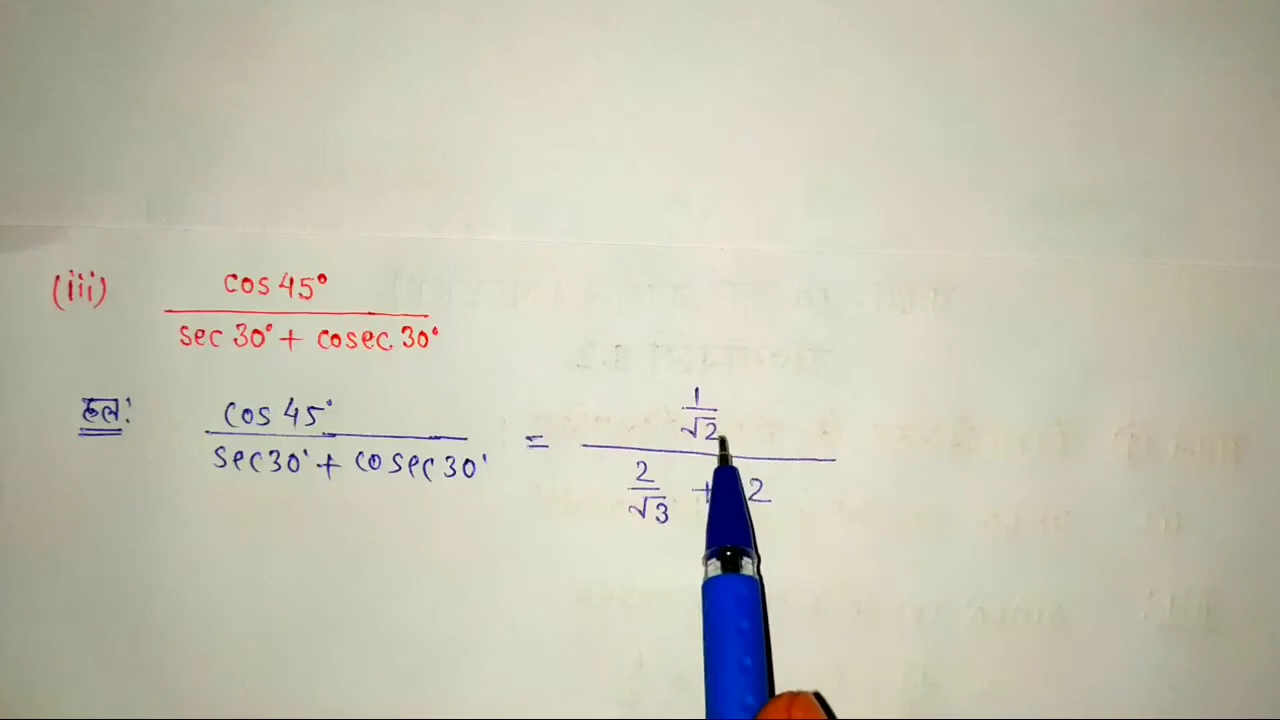 (iii) cos 45°
sec 30° + cosec 30°
हल:
cos 45° = 1
√2
sec 30° + cosec 30°
2 + 2
√3